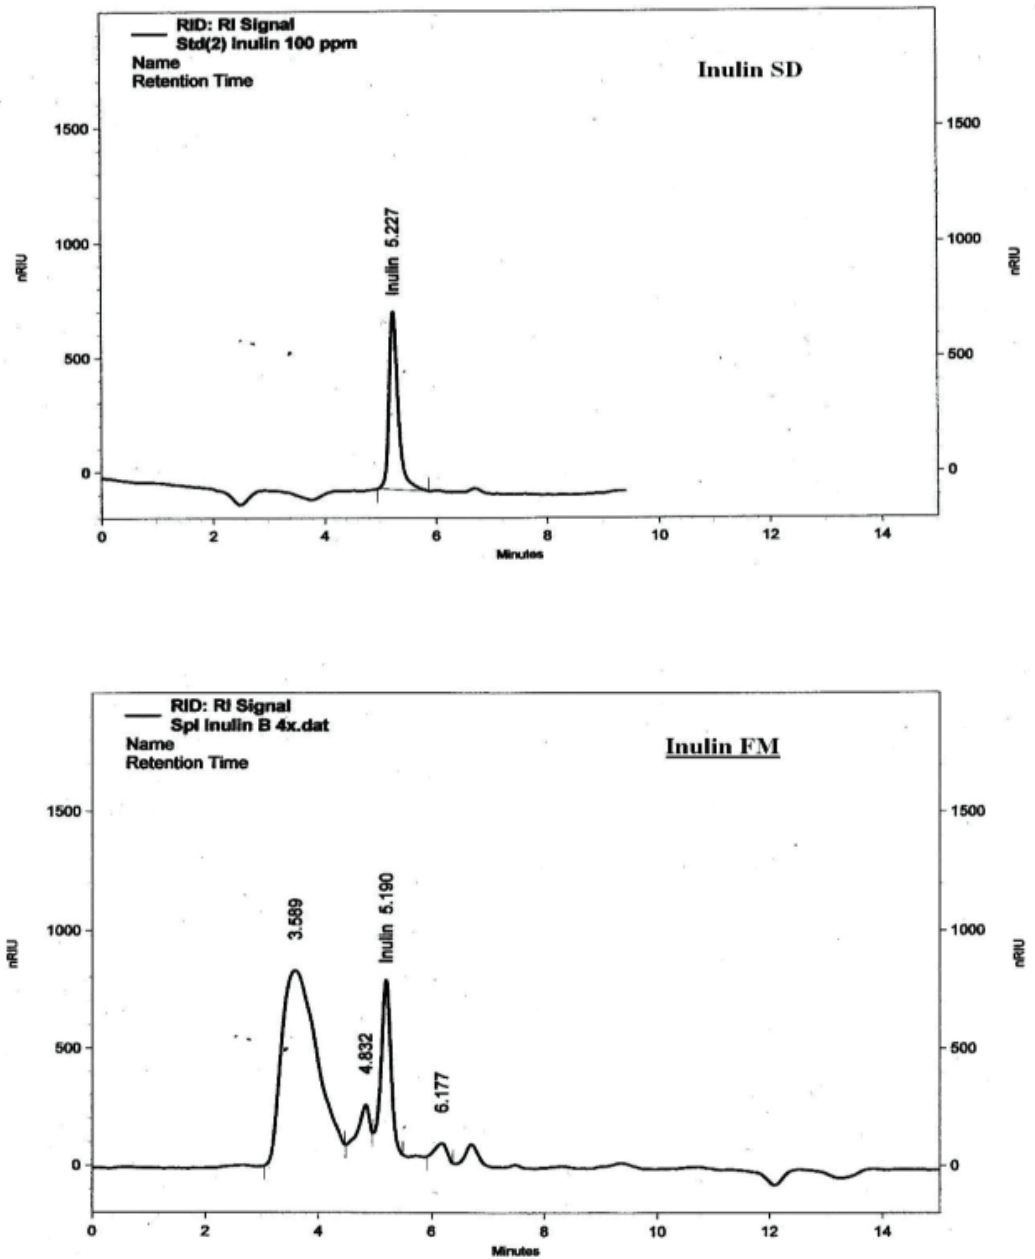 RID: RI Signal
Std(2) Inulin 100 ppm
Name
Retention Time
Inulin SD
1500
1500
1000
1000
nRIU
nRIU
Inulin 5.227
500
500
0
0
0 2 4 6 8 10 12 14
Minutes
RID: RI Signal
Spl Inulin B 4x.dat
Name
Retention Time
Inulin FM
1500
1500
1000
1000
nRIU
nRIU
3.589
4.832
Inulin 5.190
6.177
500
500
0
0
0 2 4 6 8 10 12 14
Minutes